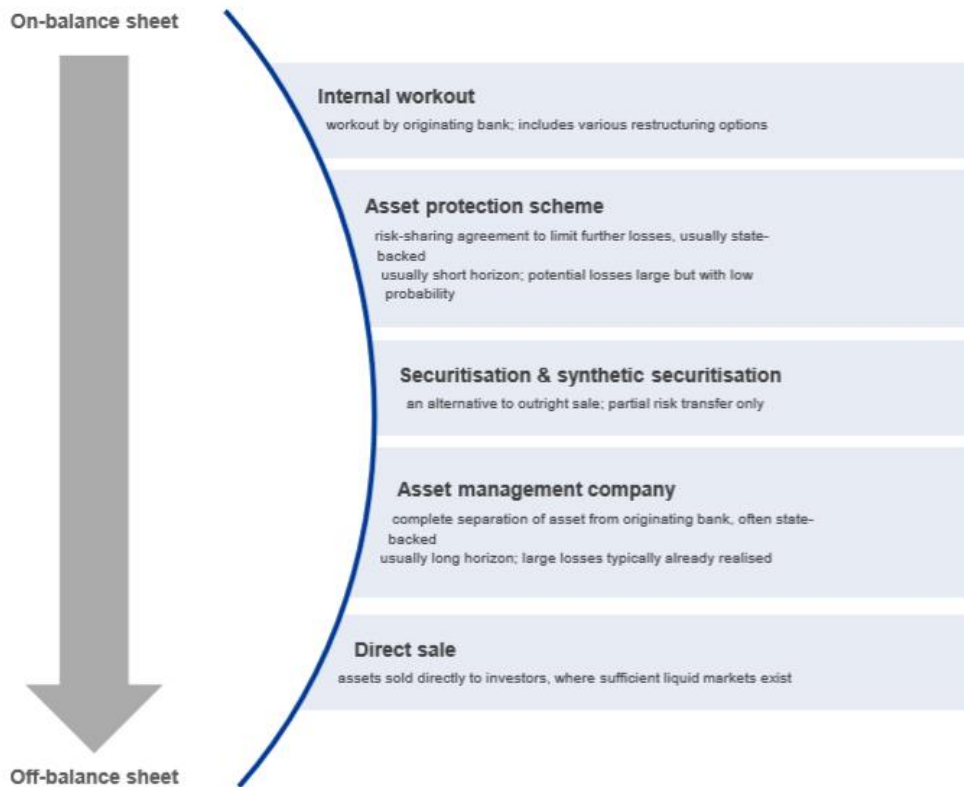 On-balance sheet
Internal workout
workout by originating bank; includes various restructuring options
Asset protection scheme
risk-sharing agreement to limit further losses, usually state-
backed
usually short horizon; potential losses large but with low
probability
Securitisation & synthetic securitisation
an alternative to outright sale; partial risk transfer only
Asset management company
complete separation of asset from originating bank, often state-
backed
usually long horizon; large losses typically already realised
Direct sale
assets sold directly to investors, where sufficient liquid markets exist
Off-balance sheet